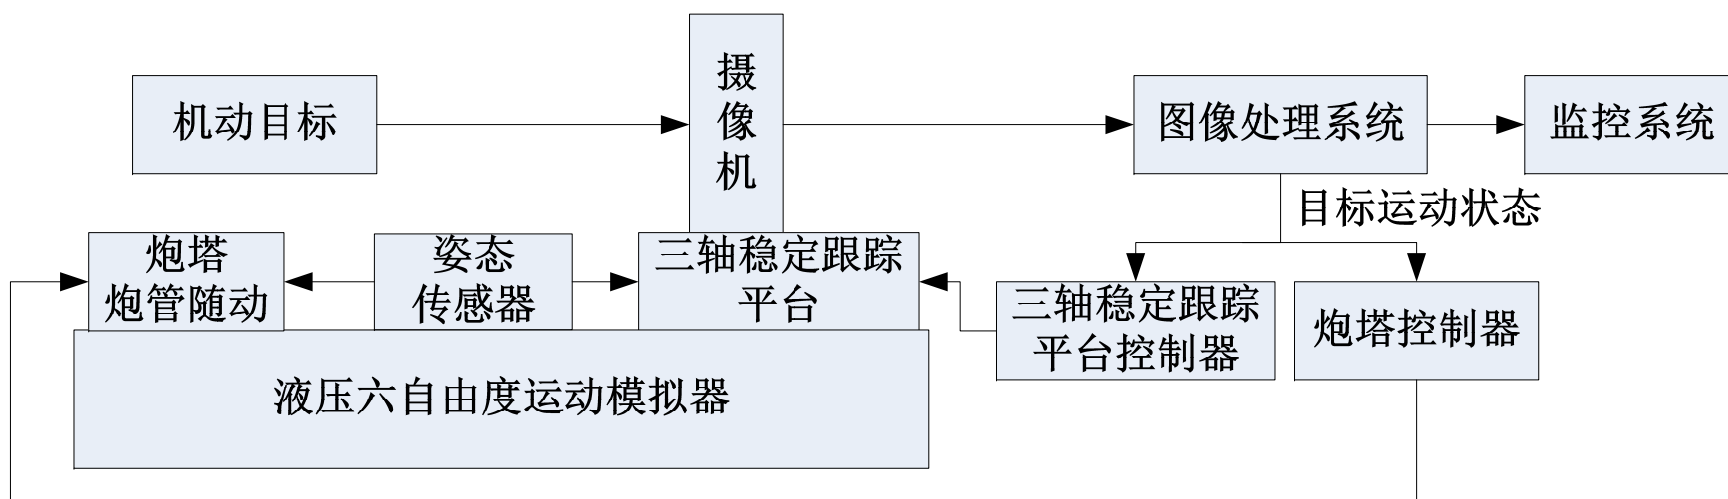 机动目标
摄
像
机
图像处理系统
监控系统
目标运动状态
炮塔
炮管随动
姿态
传感器
三轴稳定跟踪
平台
三轴稳定跟踪
平台控制器
炮塔控制器
液压六自由度运动模拟器